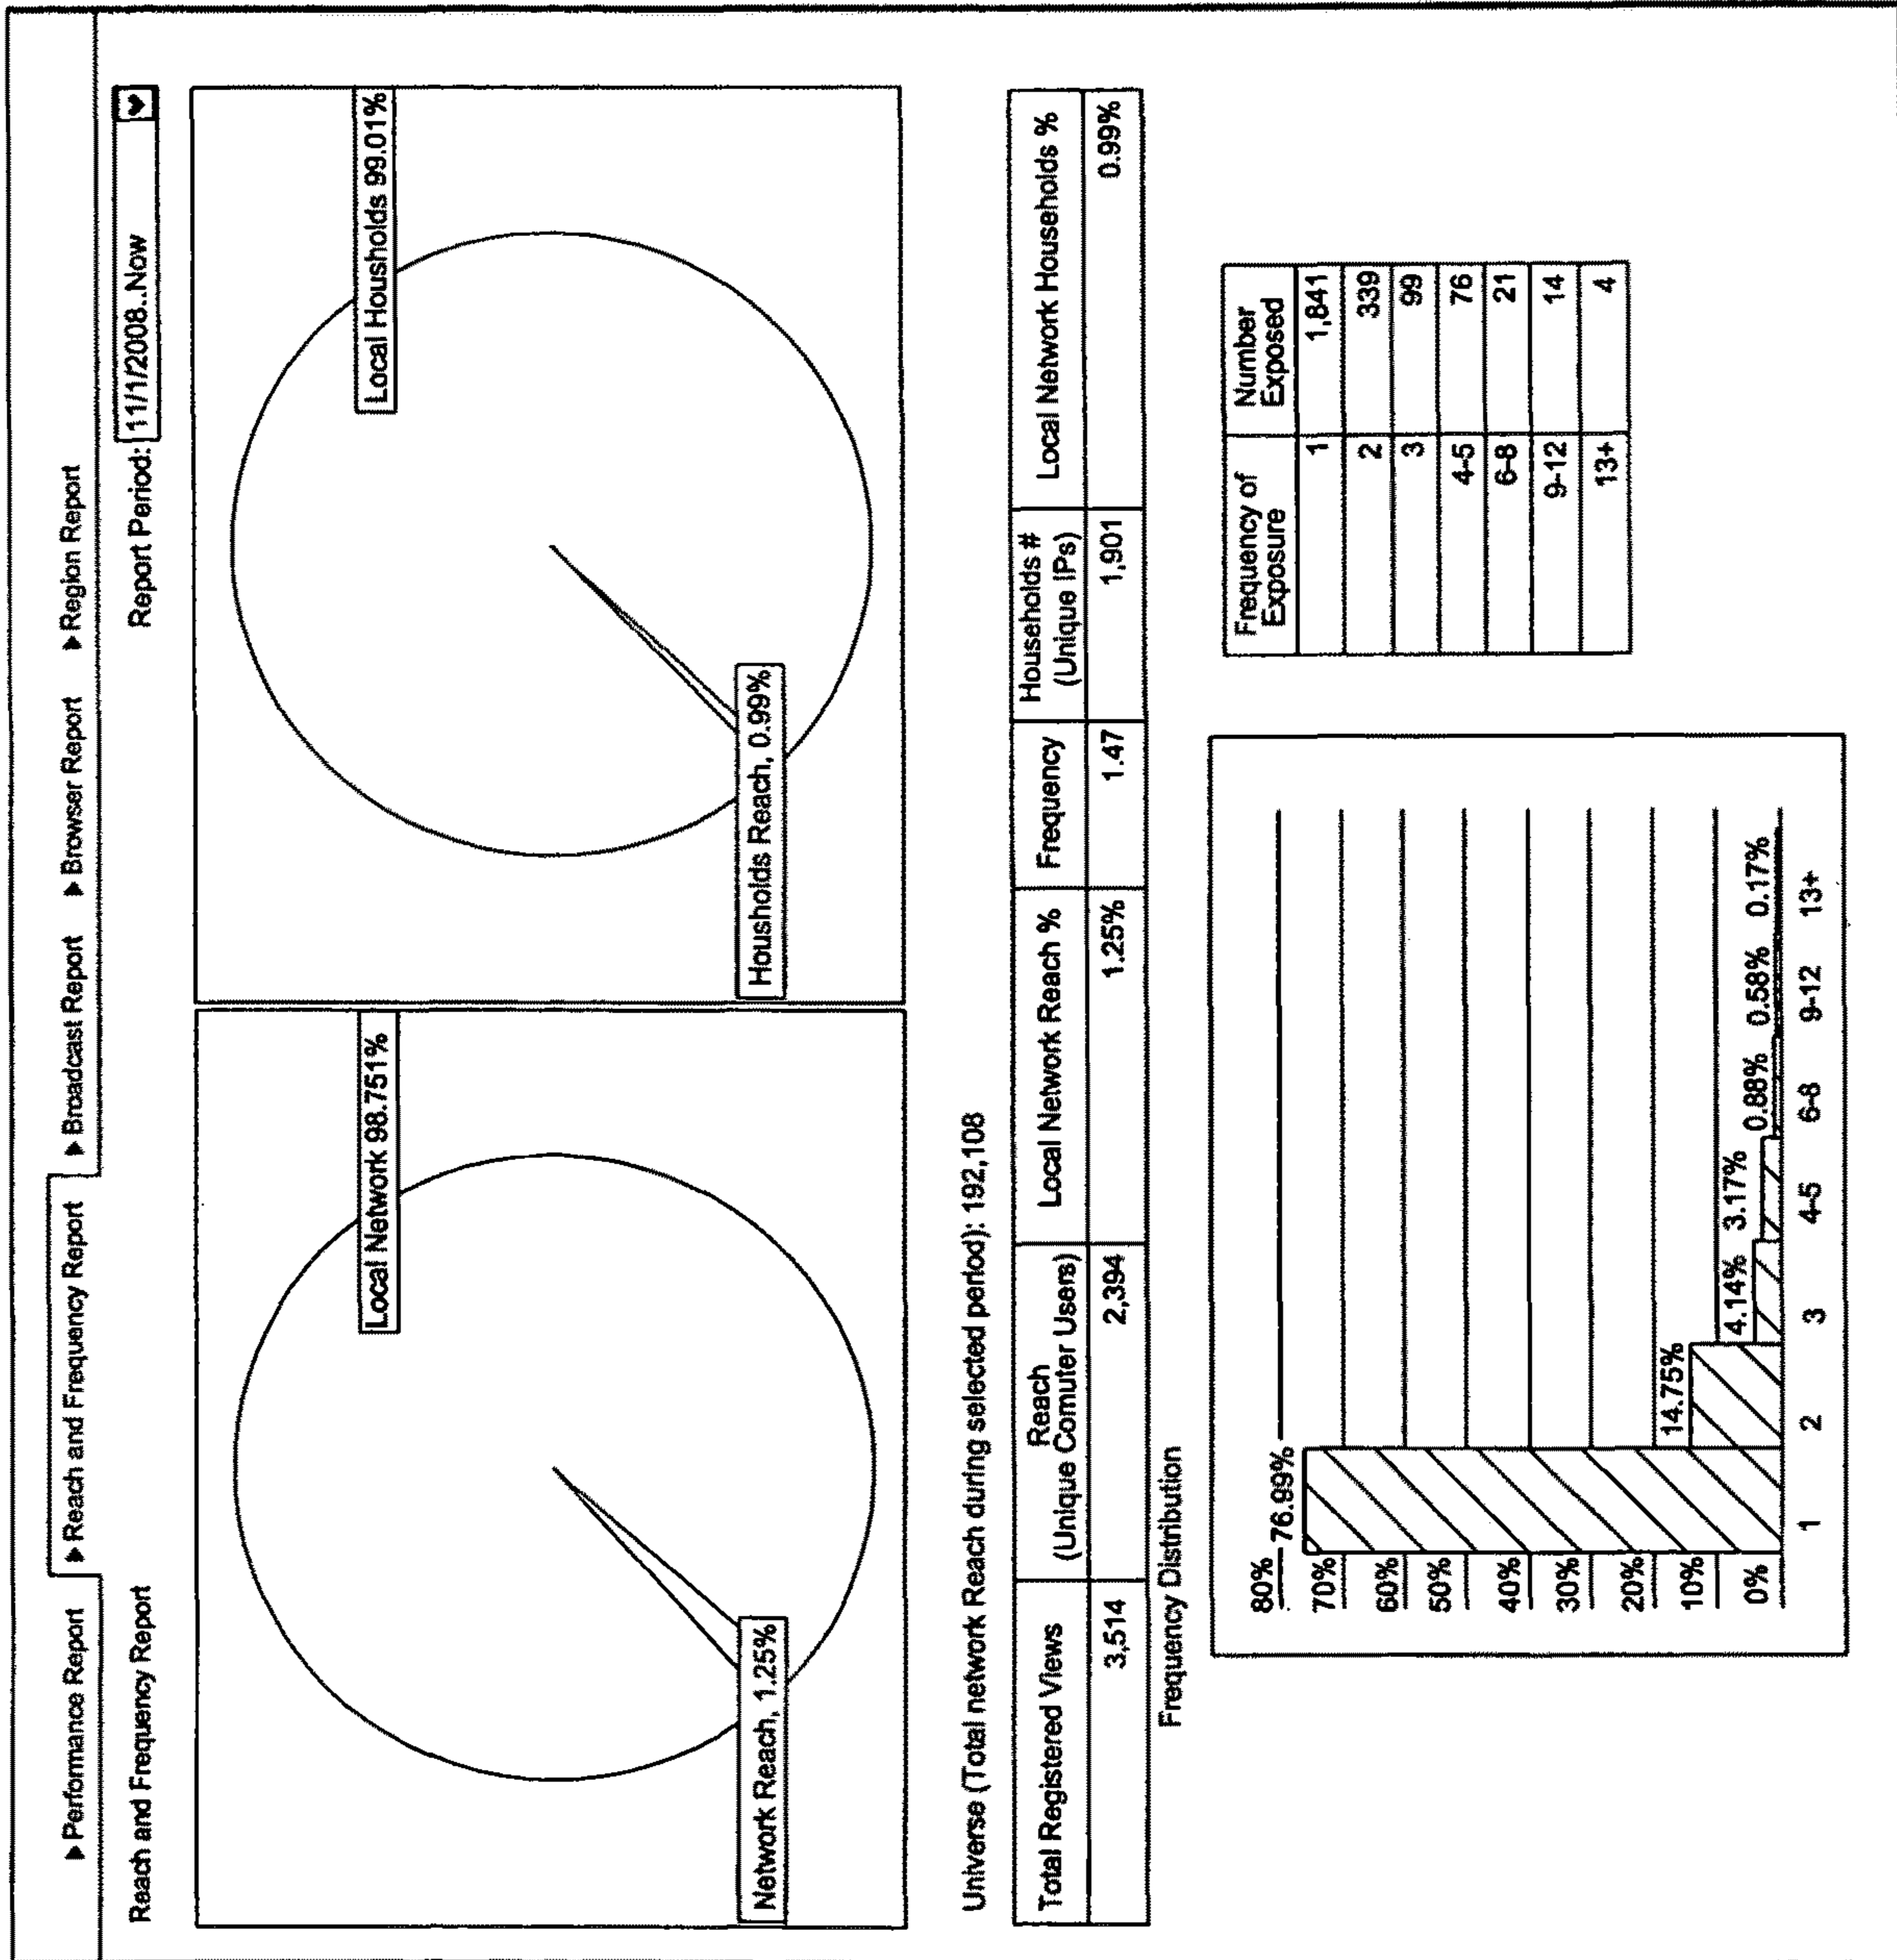 ▶ Performance Report ▶ Reach and Frequency Report ▶ Broadcast Report ▶ Browser Report ▶ Region Report
Reach and Frequency Report
Report Period: 11/1/2008..Now
Local Network 98.751%
Network Reach, 1.25%
Local Housholds 99.01%
Housholds Reach, 0.99%
Universe (Total network Reach during selected period): 192,108
Total Registered Views
Reach
(Unique Comuter Users)
Local Network Reach %
Frequency
Households #
(Unique IPs)
Local Network Households %
3,514 2,394 1.25% 1.47 1,901 0.99%
Frequency Distribution
80%
70%
60%
50%
40%
30%
20%
10%
0%
76.99%
14.75%
4.14%
3.17%
0.88%
0.58%
0.17%
1 2 3 4-5 6-8 9-12 13+
Frequency of
Exposure
Number
Exposed
1 1,841
2 339
3 99
4-5 76
6-8 21
9-12 14
13+ 4